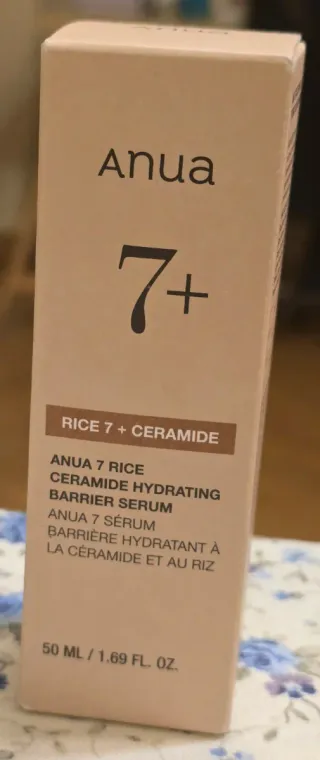 Anua
7+
RICE 7 + CERAMIDE
ANUA 7 RICE
CERAMIDE HYDRATING
BARRIER SERUM
ANUA 7 SÉRUM
BARRIÈRE HYDRATANT À
LA CÉRAMIDE ET AU RIZ
50 ML / 1.69 FL. OZ.